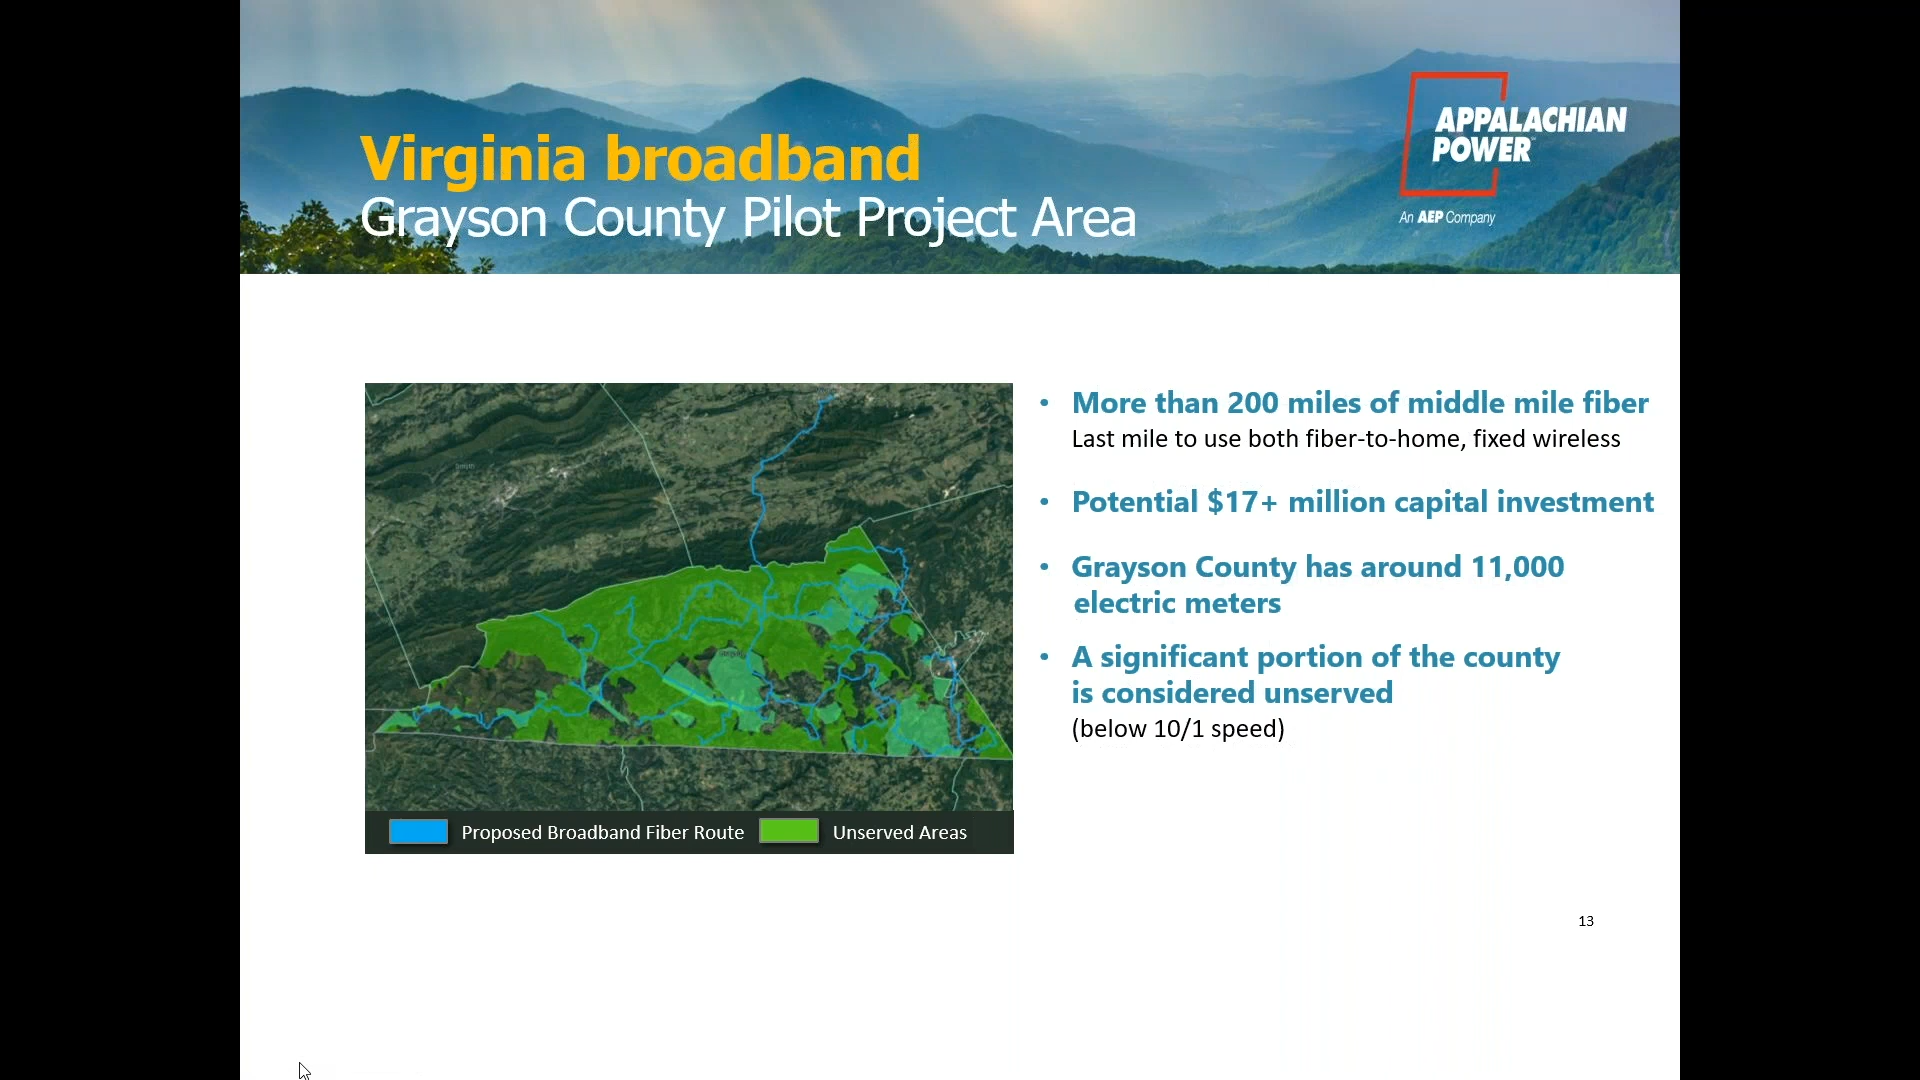 Virginia broadband
Grayson County Pilot Project Area
APPALACHIAN
POWER
An AEP Company
• More than 200 miles of middle mile fiber
Last mile to use both fiber-to-home, fixed wireless
• Potential $17+ million capital investment
• Grayson County has around 11,000
electric meters
• A significant portion of the county
is considered unserved
(below 10/1 speed)
Smyth
Proposed Broadband Fiber Route
Unserved Areas
13